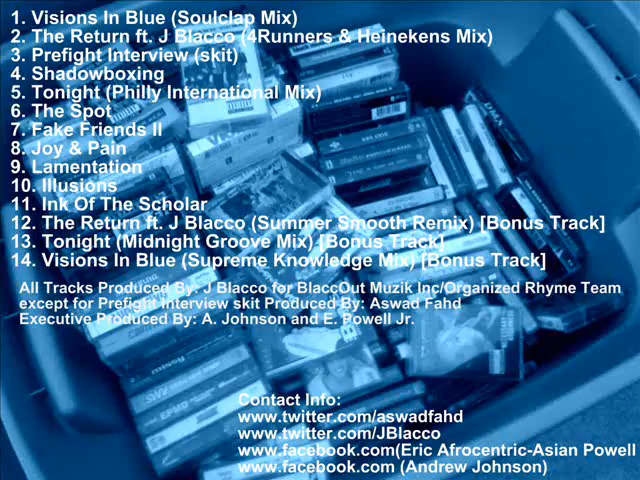 1. Visions In Blue (Soulclap Mix)
2. The Return ft. J Blacco (4Runners & Heinekens Mix)
3. Prefight Interview (skit)
4. Shadowboxing
5. Tonight (Philly International Mix)
6. The Spot
7. Fake Friends II
8. Joy & Pain
9. Lamentation
10. Illusions
11. Ink Of The Scholar
12. The Return ft. J Blacco (Summer Smooth Remix) [Bonus Track]
13. Tonight (Midnight Groove Mix) [Bonus Track]
14. Visions In Blue (Supreme Knowledge Mix) [Bonus Track]
All Tracks Produced By: J Blacco for BlaccOut Muzik Inc/Organized Rhyme Team
except for Prefight Interview skit Produced By: Aswad Fahd
Executive Produced By: A. Johnson and E. Powell Jr.
EPMD
Contact Info:
www.twitter.com/aswadfahd
www.twitter.com/JBlacco
www.facebook.com(Eric Afrocentric-Asian Powell
www.facebook.com (Andrew Johnson)